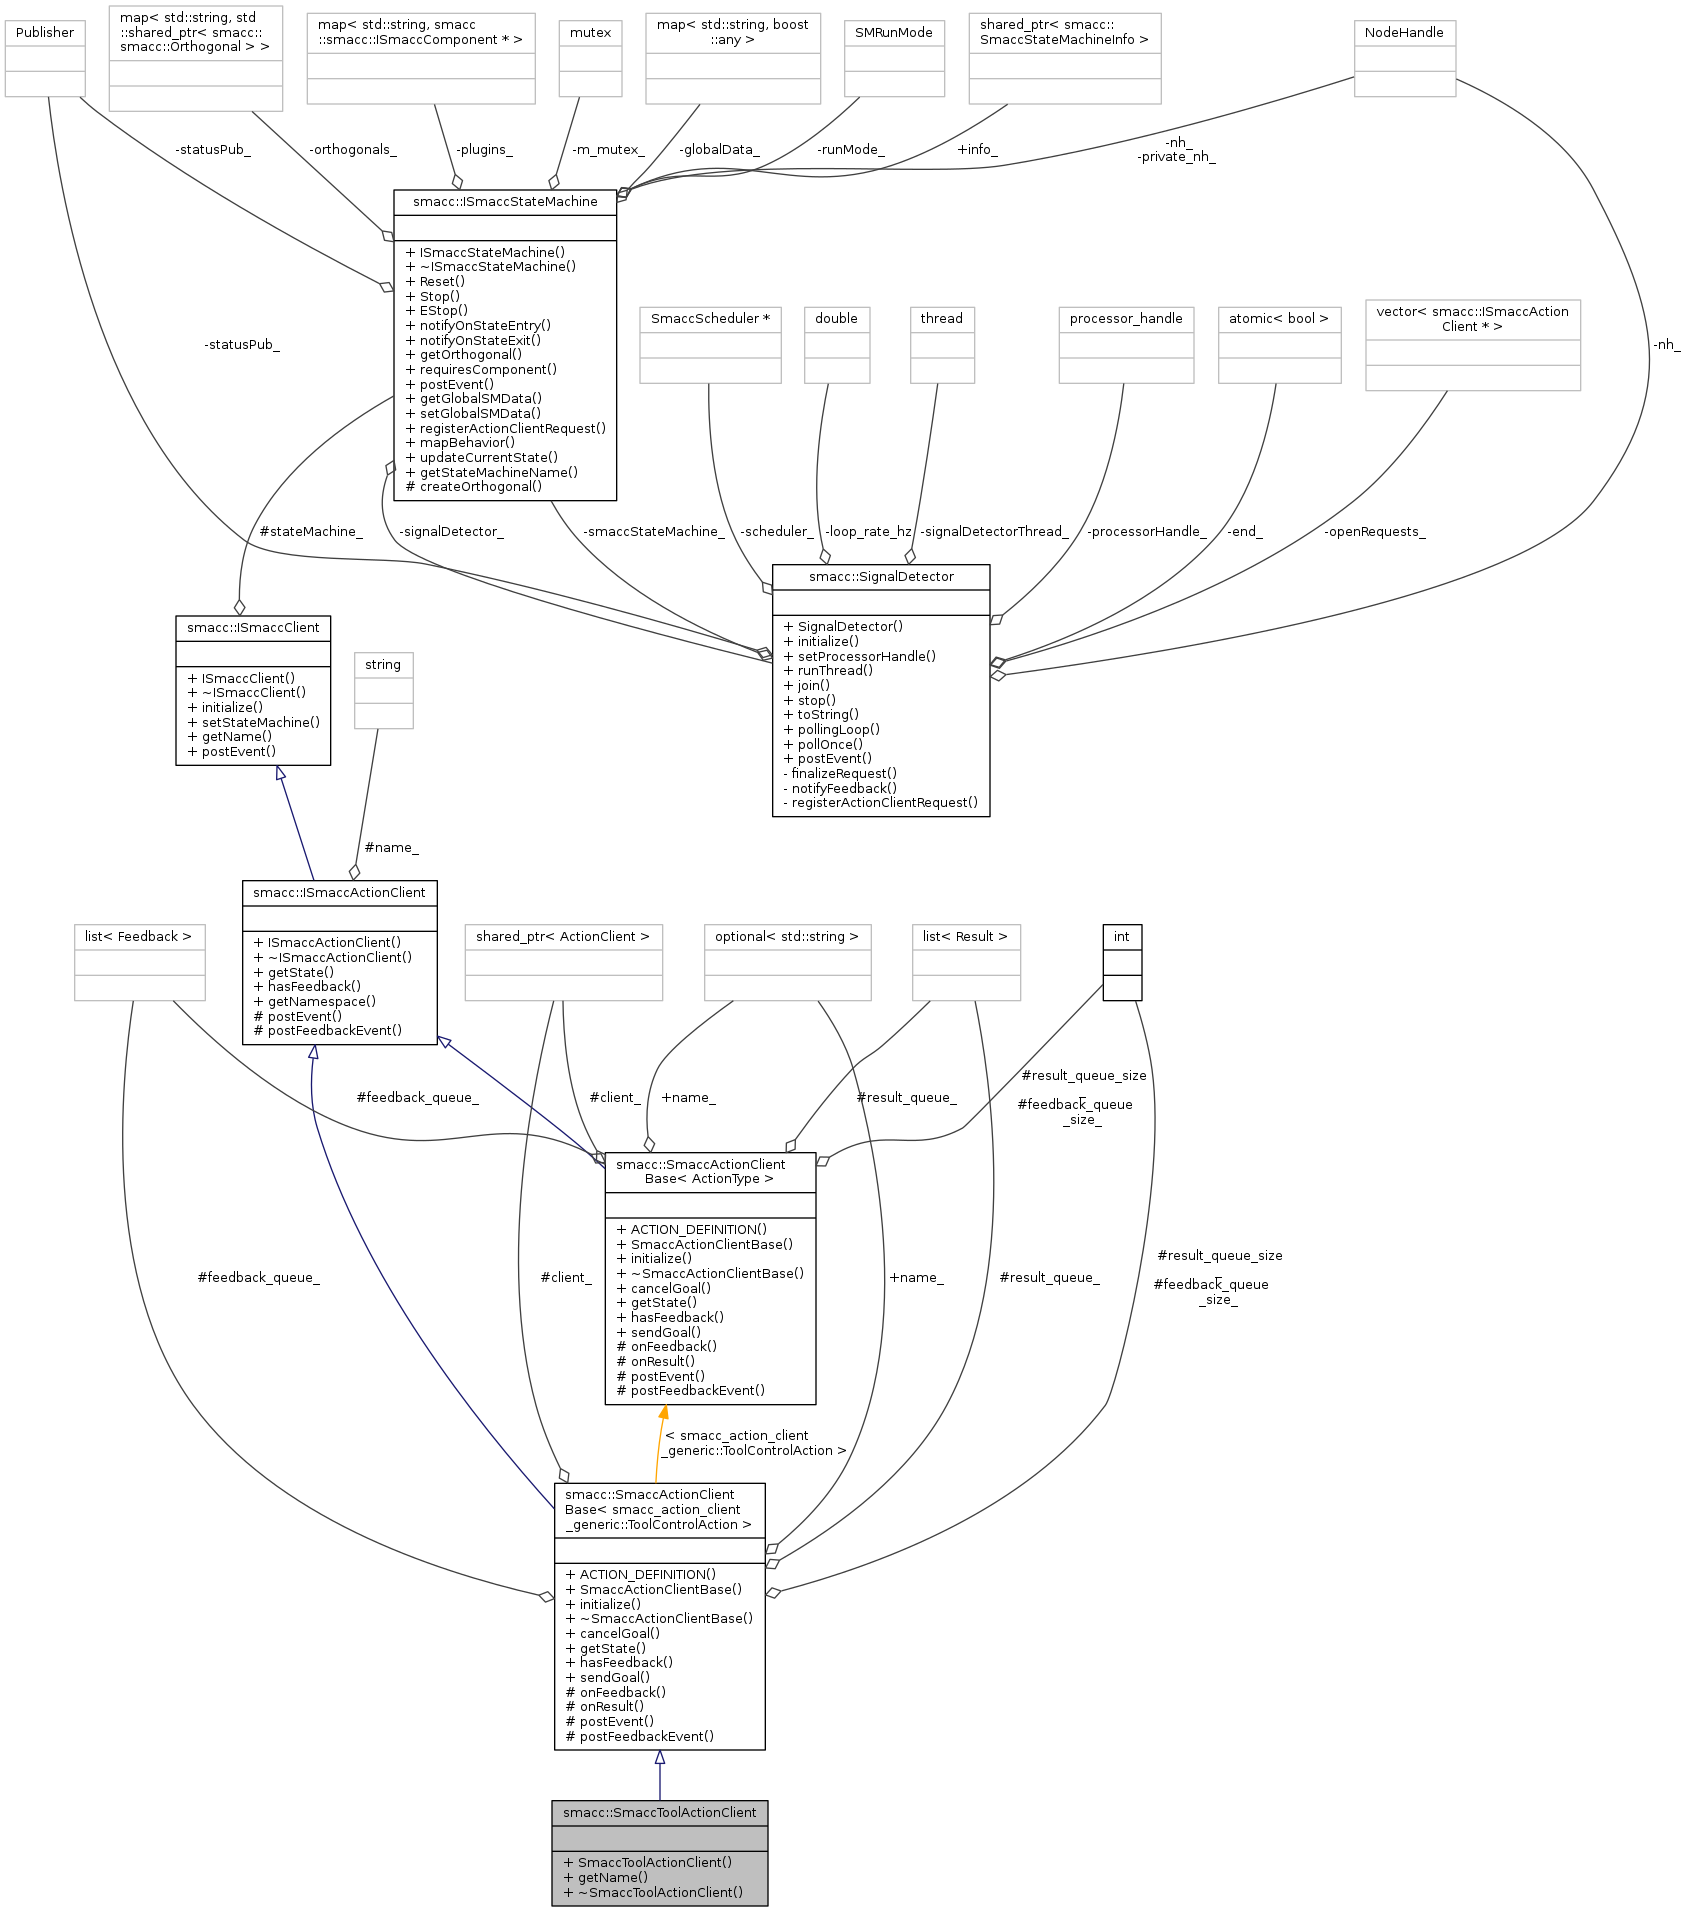 Publisher
map< std::string, std
::shared_ptr< smacc::
smacc::Orthogonal > >
map< std::string, smacc
::smacc::ISmaccComponent * >
mutex
map< std::string, boost
::any >
SMRunMode
shared_ptr< smacc::
SmaccStateMachineInfo >
NodeHandle
-statusPub_
-orthogonals_
-plugins_
-m_mutex_
-globalData_
-runMode_
+info_
-nh_
-private_nh_
smacc::ISmaccStateMachine
+ ISmaccStateMachine()
+ ~ISmaccStateMachine()
+ Reset()
+ Stop()
+ EStop()
+ notifyOnStateEntry()
+ notifyOnStateExit()
+ getOrthogonal()
+ requiresComponent()
+ postEvent()
+ getGlobalSMData()
+ setGlobalSMData()
+ registerActionClientRequest()
+ mapBehavior()
+ updateCurrentState()
+ getStateMachineName()
# createOrthogonal()
SmaccScheduler *
double
thread
processor_handle
atomic< bool >
vector< smacc::ISmaccAction
Client * >
-statusPub_
-nh_
#stateMachine_
-signalDetector_
-smaccStateMachine_
-scheduler_
-loop_rate_hz
-signalDetectorThread_
-processorHandle_
-end_
-openRequests_
smacc::SignalDetector
+ SignalDetector()
+ initialize()
+ setProcessorHandle()
+ runThread()
+ join()
+ stop()
+ toString()
+ pollingLoop()
+ pollOnce()
+ postEvent()
- finalizeRequest()
- notifyFeedback()
- registerActionClientRequest()
smacc::ISmaccClient
+ ISmaccClient()
+ ~ISmaccClient()
+ initialize()
+ setStateMachine()
+ getName()
+ postEvent()
string
#name_
smacc::ISmaccActionClient
+ ISmaccActionClient()
+ ~ISmaccActionClient()
+ getState()
+ hasFeedback()
+ getNamespace()
# postEvent()
# postFeedbackEvent()
list< Feedback >
shared_ptr< ActionClient >
optional< std::string >
list< Result >
int
#feedback_queue_
#client_
+name_
#result_queue_
#result_queue_size
_
#feedback_queue
_size_
smacc::SmaccActionClient
Base< ActionType >
+ ACTION_DEFINITION()
+ SmaccActionClientBase()
+ initialize()
+ ~SmaccActionClientBase()
+ cancelGoal()
+ getState()
+ hasFeedback()
+ sendGoal()
# onFeedback()
# onResult()
# postEvent()
# postFeedbackEvent()
#feedback_queue_
#client_
+name_
#result_queue_
#result_queue_size
_
#feedback_queue
_size_
< smacc_action_client
_generic::ToolControlAction >
smacc::SmaccActionClient
Base< smacc_action_client
_generic::ToolControlAction >
+ ACTION_DEFINITION()
+ SmaccActionClientBase()
+ initialize()
+ ~SmaccActionClientBase()
+ cancelGoal()
+ getState()
+ hasFeedback()
+ sendGoal()
# onFeedback()
# onResult()
# postEvent()
# postFeedbackEvent()
smacc::SmaccToolActionClient
+ SmaccToolActionClient()
+ getName()
+ ~SmaccToolActionClient()